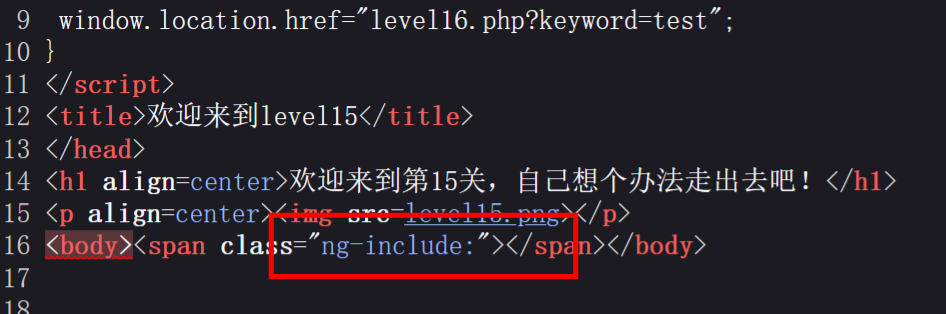 9 window.location.href="level16.php?keyword=test";
10 }
11 </script>
12 <title>欢迎来到level15</title>
13 </head>
14 <h1 align=center>欢迎来到第15关，自己想个办法走出去吧！</h1>
15 <p align=center><img src=level15.png></p>
16 <body><span class="ng-include:"></span></body>
17
18